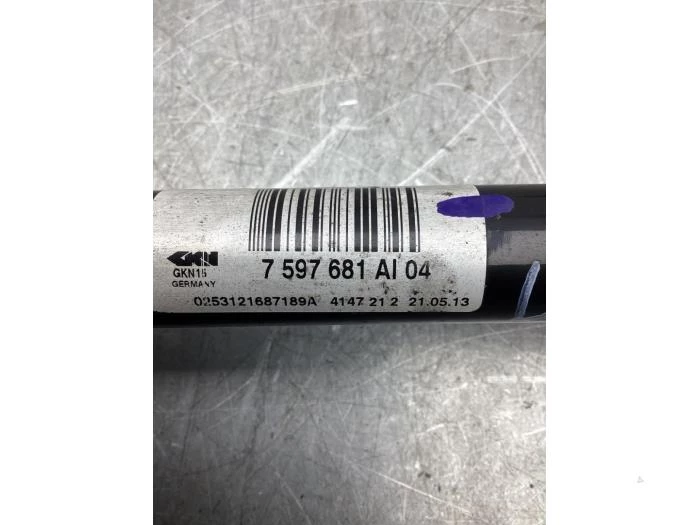 GKN
7 597 681 AI 04
GKN15
GERMANY
0253121687189A 4147 21 2 21.05.13